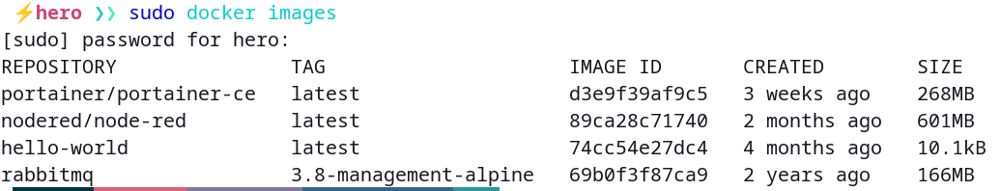 ⚡hero ❯❯ sudo docker images
[sudo] password for hero:
REPOSITORY TAG IMAGE ID CREATED SIZE
portainer/portainer-ce latest d3e9f39af9c5 3 weeks ago 268MB
nodered/node-red latest 89ca28c71740 2 months ago 601MB
hello-world latest 74cc54e27dc4 4 months ago 10.1kB
rabbitmq 3.8-management-alpine 69b0f3f87ca9 2 years ago 166MB